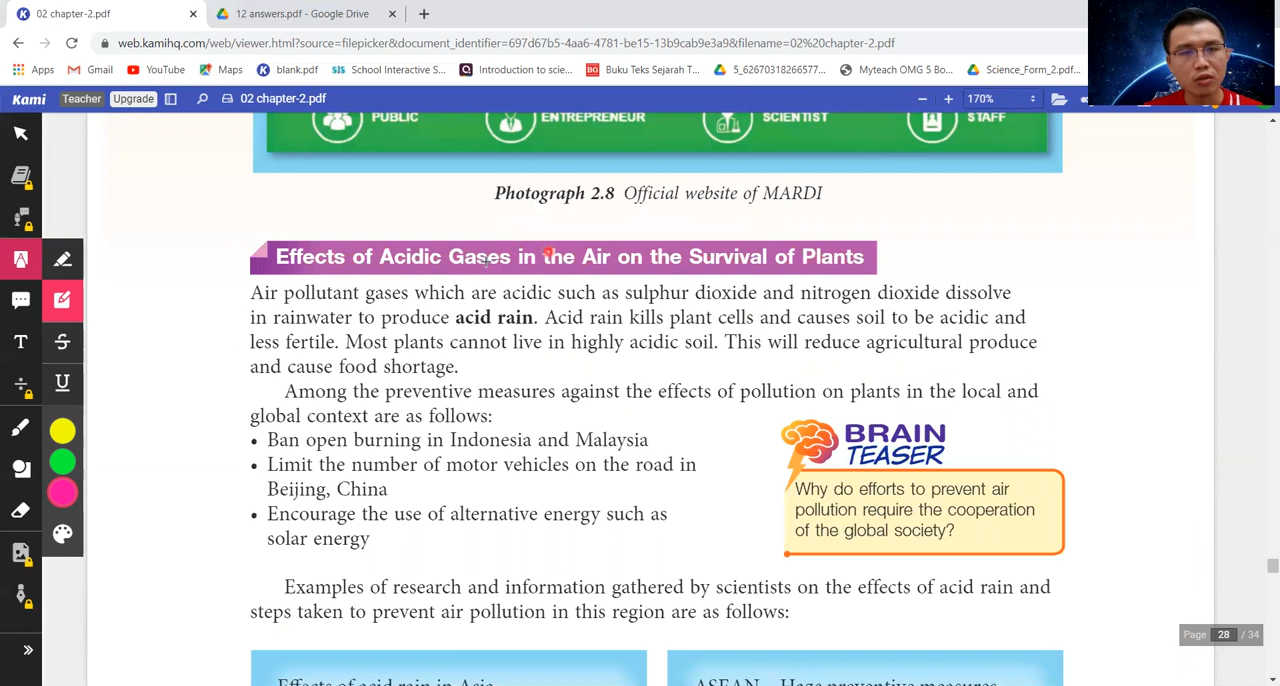 02 chapter-2.pdf
12 answers.pdf - Google Drive
web.kamihq.com/web/viewer.html?source=filepicker&document_identifier=697d67b5-4aa6-4781-be15-13b9cab9e3a9&filename=02%20chapter-2.pdf
Apps Gmail YouTube Maps blank.pdf School Interactive S... Introduction to scie... Buku Teks Sejarah T... 5_62670318266577... Myteach OMG 5 Bo... Science_Form_2.pdf...
Kami Teacher Upgrade 02 chapter-2.pdf 170%
PUBLIC ENTREPRENEUR SCIENTIST STAFF
Photograph 2.8 Official website of MARDI
Effects of Acidic Gases in the Air on the Survival of Plants
Air pollutant gases which are acidic such as sulphur dioxide and nitrogen dioxide dissolve
in rainwater to produce acid rain. Acid rain kills plant cells and causes soil to be acidic and
less fertile. Most plants cannot live in highly acidic soil. This will reduce agricultural produce
and cause food shortage.
Among the preventive measures against the effects of pollution on plants in the local and
global context are as follows:
• Ban open burning in Indonesia and Malaysia
• Limit the number of motor vehicles on the road in
Beijing, China
• Encourage the use of alternative energy such as
solar energy
BRAIN
TEASER
Why do efforts to prevent air
pollution require the cooperation
of the global society?
Examples of research and information gathered by scientists on the effects of acid rain and
steps taken to prevent air pollution in this region are as follows:
Page 28 / 34
Effects of acid rain in Asia
ASEAN – Haze preventive measures